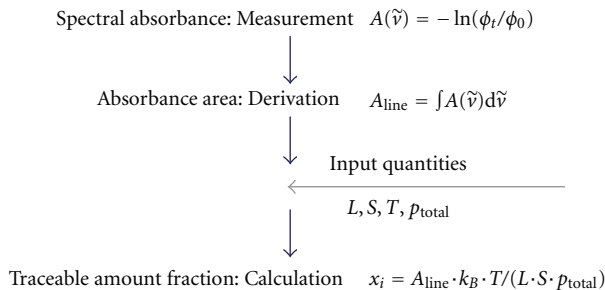 Spectral absorbance: Measurement A(ν̃) = − ln(ϕt/ϕ0)
Absorbance area: Derivation Aline = ∫A(ν̃)dν̃
Input quantities
L, S, T, ptotal
Traceable amount fraction: Calculation xi = Aline·kB·T/(L·S·ptotal)